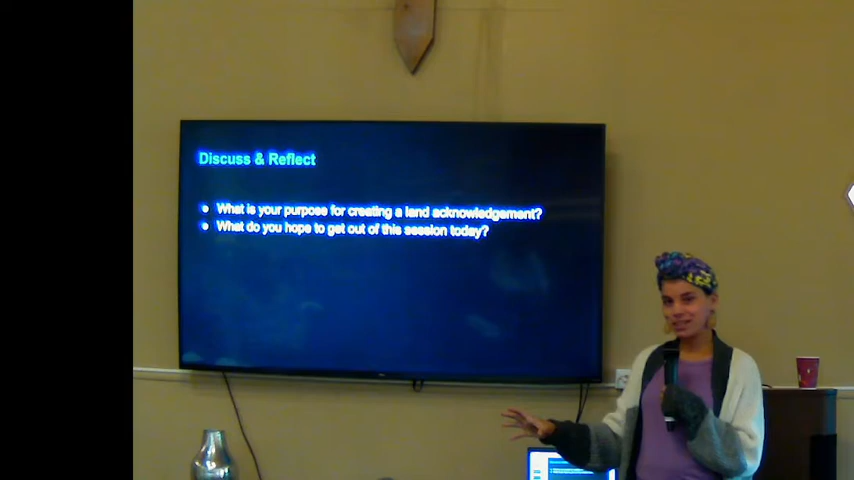 Discuss & Reflect
● What is your purpose for creating a land acknowledgement?
● What do you hope to get out of this session today?